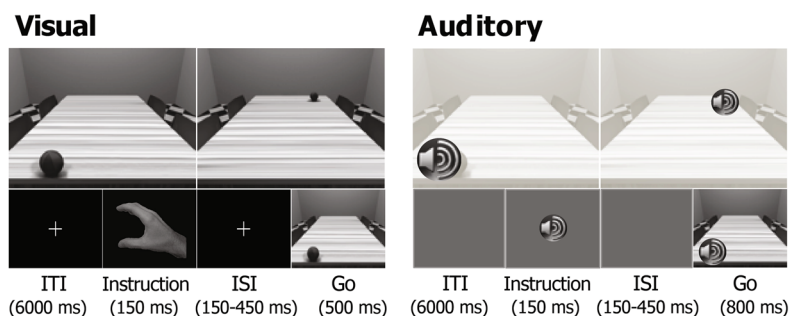 Visual
Auditory
ITI Instruction ISI Go
(6000 ms) (150 ms) (150-450 ms) (500 ms)
ITI Instruction ISI Go
(6000 ms) (150 ms) (150-450 ms) (800 ms)